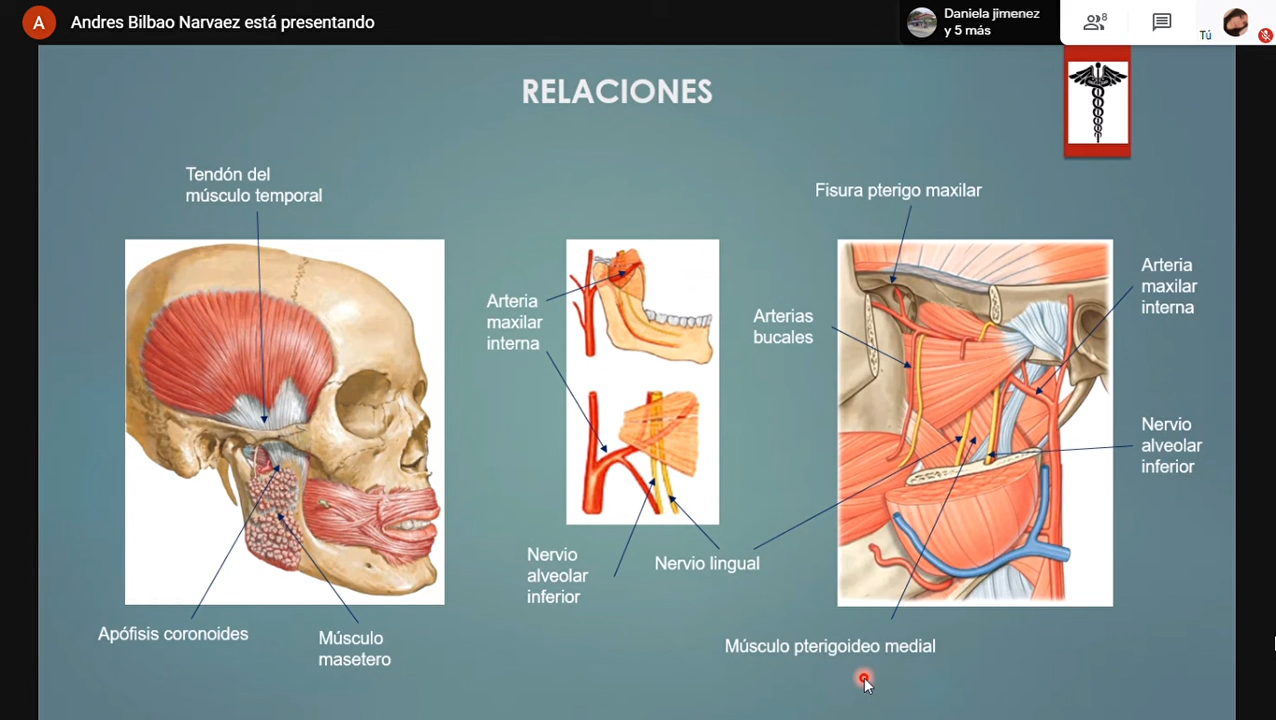 A
Andres Bilbao Narvaez está presentando
Daniela jimenez
y 5 más
8
Tú
RELACIONES
Tendón del
músculo temporal
Fisura pterigo maxilar
Arteria
maxilar
interna
Arterias
bucales
Arteria
maxilar
interna
Nervio
alveolar
inferior
Nervio
alveolar
inferior
Nervio lingual
Apófisis coronoides
Músculo
masetero
Músculo pterigoideo medial